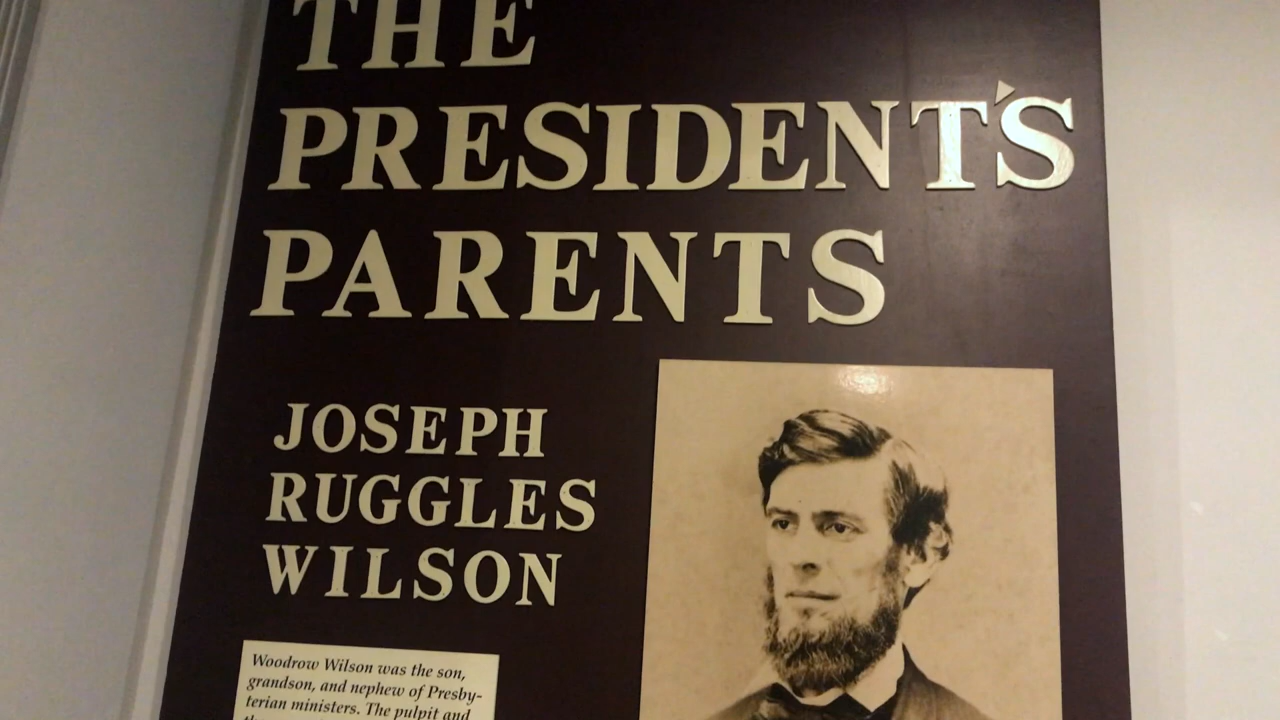 THE
PRESIDENT'S
PARENTS
JOSEPH
RUGGLES
WILSON
Woodrow Wilson was the son,
grandson, and nephew of Presby-
terian ministers. The pulpit and